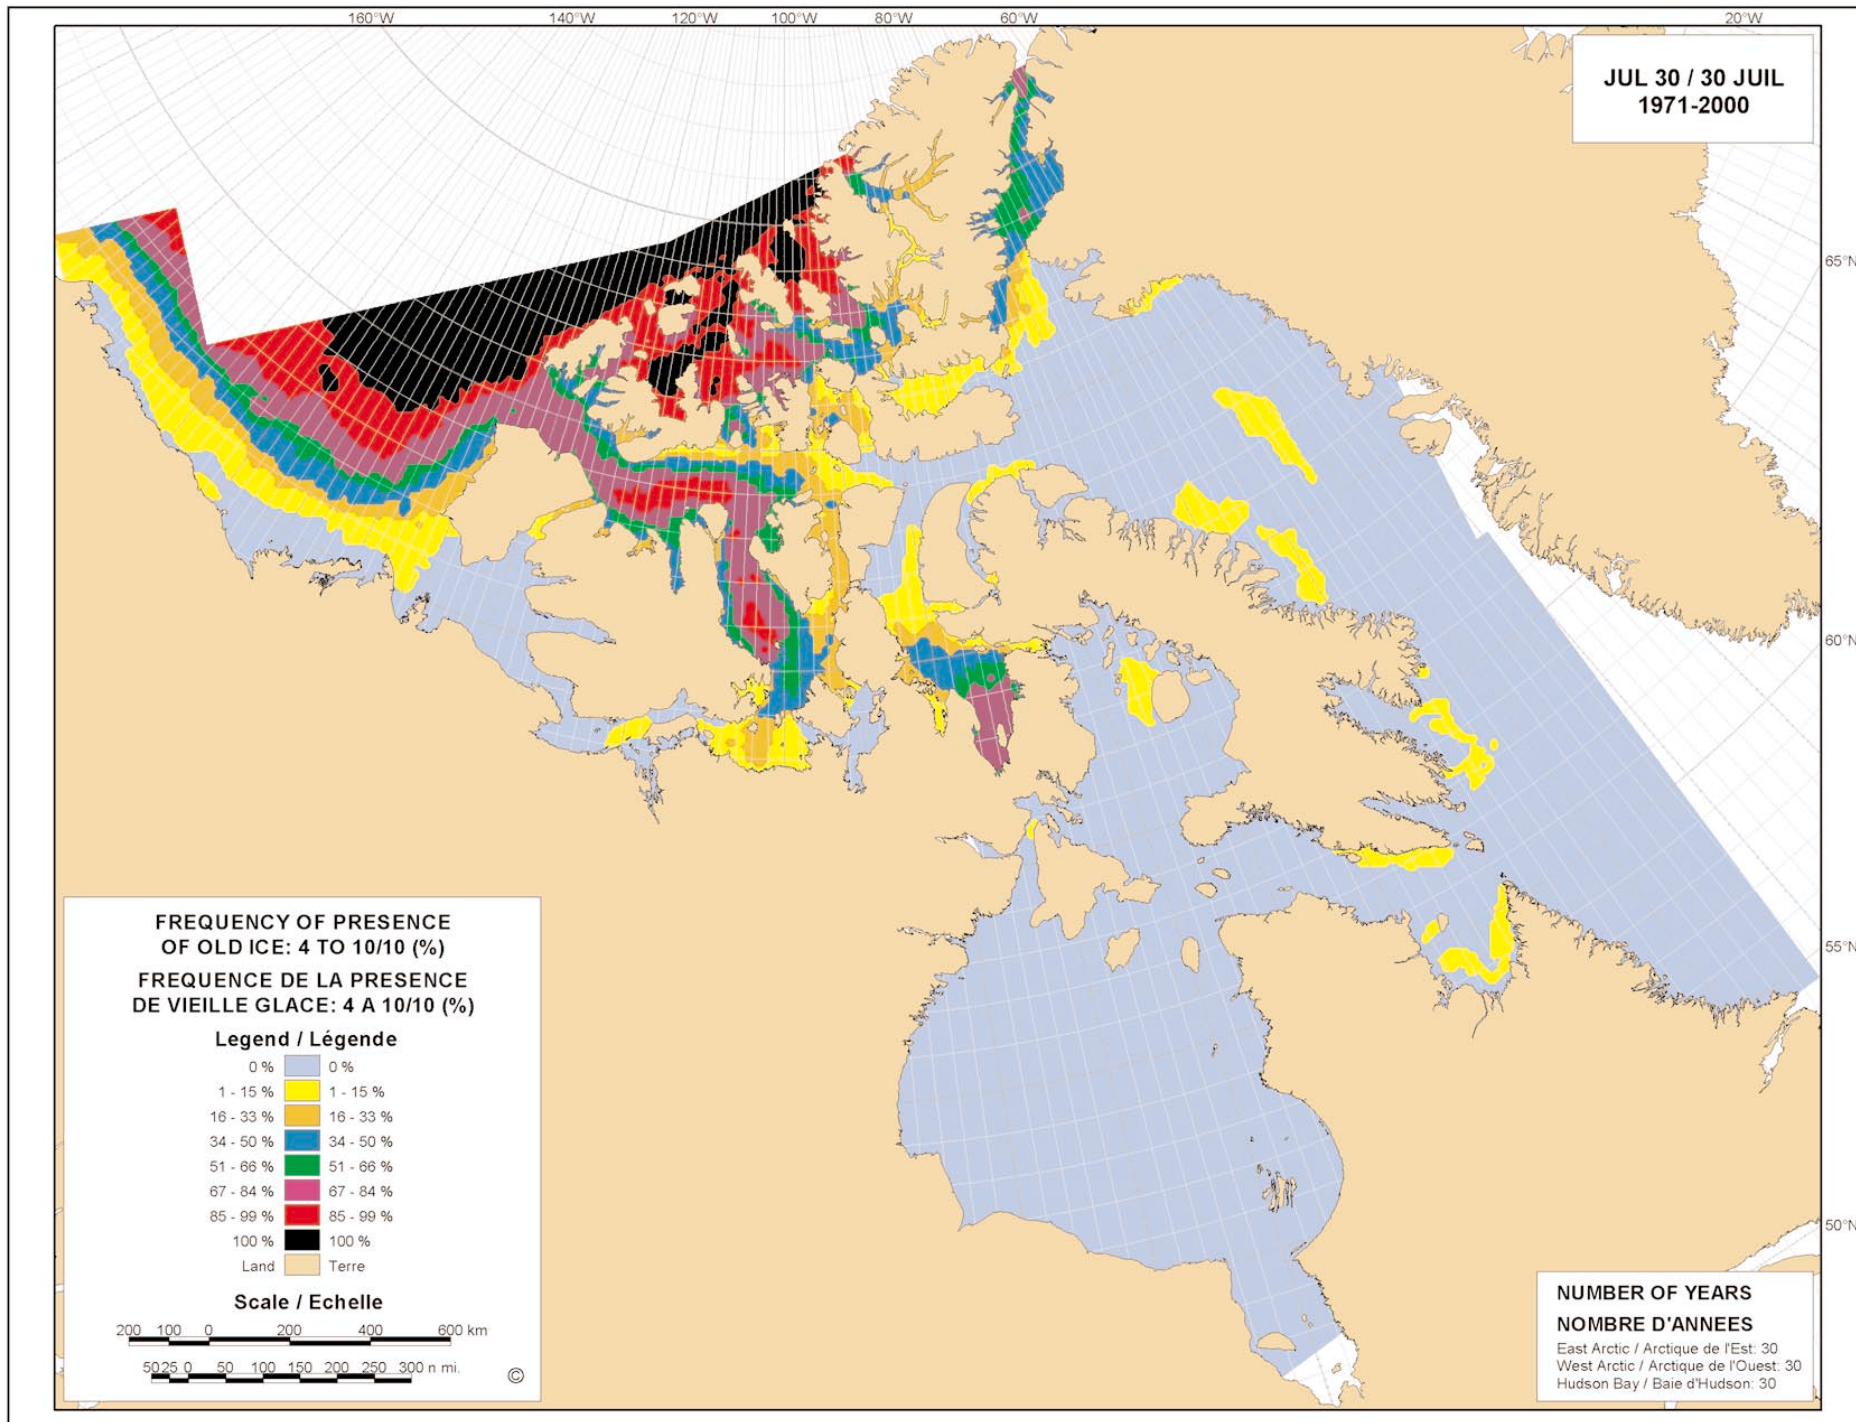 160°W 140°W 120°W 100°W 80°W 60°W 20°W
JUL 30 / 30 JUIL
1971-2000
65°N
60°N
55°N
50°N
FREQUENCY OF PRESENCE
OF OLD ICE: 4 TO 10/10 (%)
FREQUENCE DE LA PRESENCE
DE VIEILLE GLACE: 4 A 10/10 (%)
Legend / Légende
0 % 0 %
1 - 15 % 1 - 15 %
16 - 33 % 16 - 33 %
34 - 50 % 34 - 50 %
51 - 66 % 51 - 66 %
67 - 84 % 67 - 84 %
85 - 99 % 85 - 99 %
100 % 100 %
Land Terre
Scale / Echelle
200 100 0 200 400 600 km
50 25 0 50 100 150 200 250 300 n mi.
©
NUMBER OF YEARS
NOMBRE D'ANNEES
East Arctic / Arctique de l'Est: 30
West Arctic / Arctique de l'Ouest: 30
Hudson Bay / Baie d'Hudson: 30